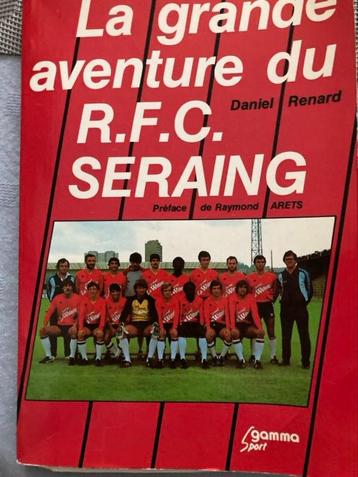 La grande
aventure du
Daniel Renard
R.F.C.
SERAING
Préface de Raymond ARETS
gamma
Sport